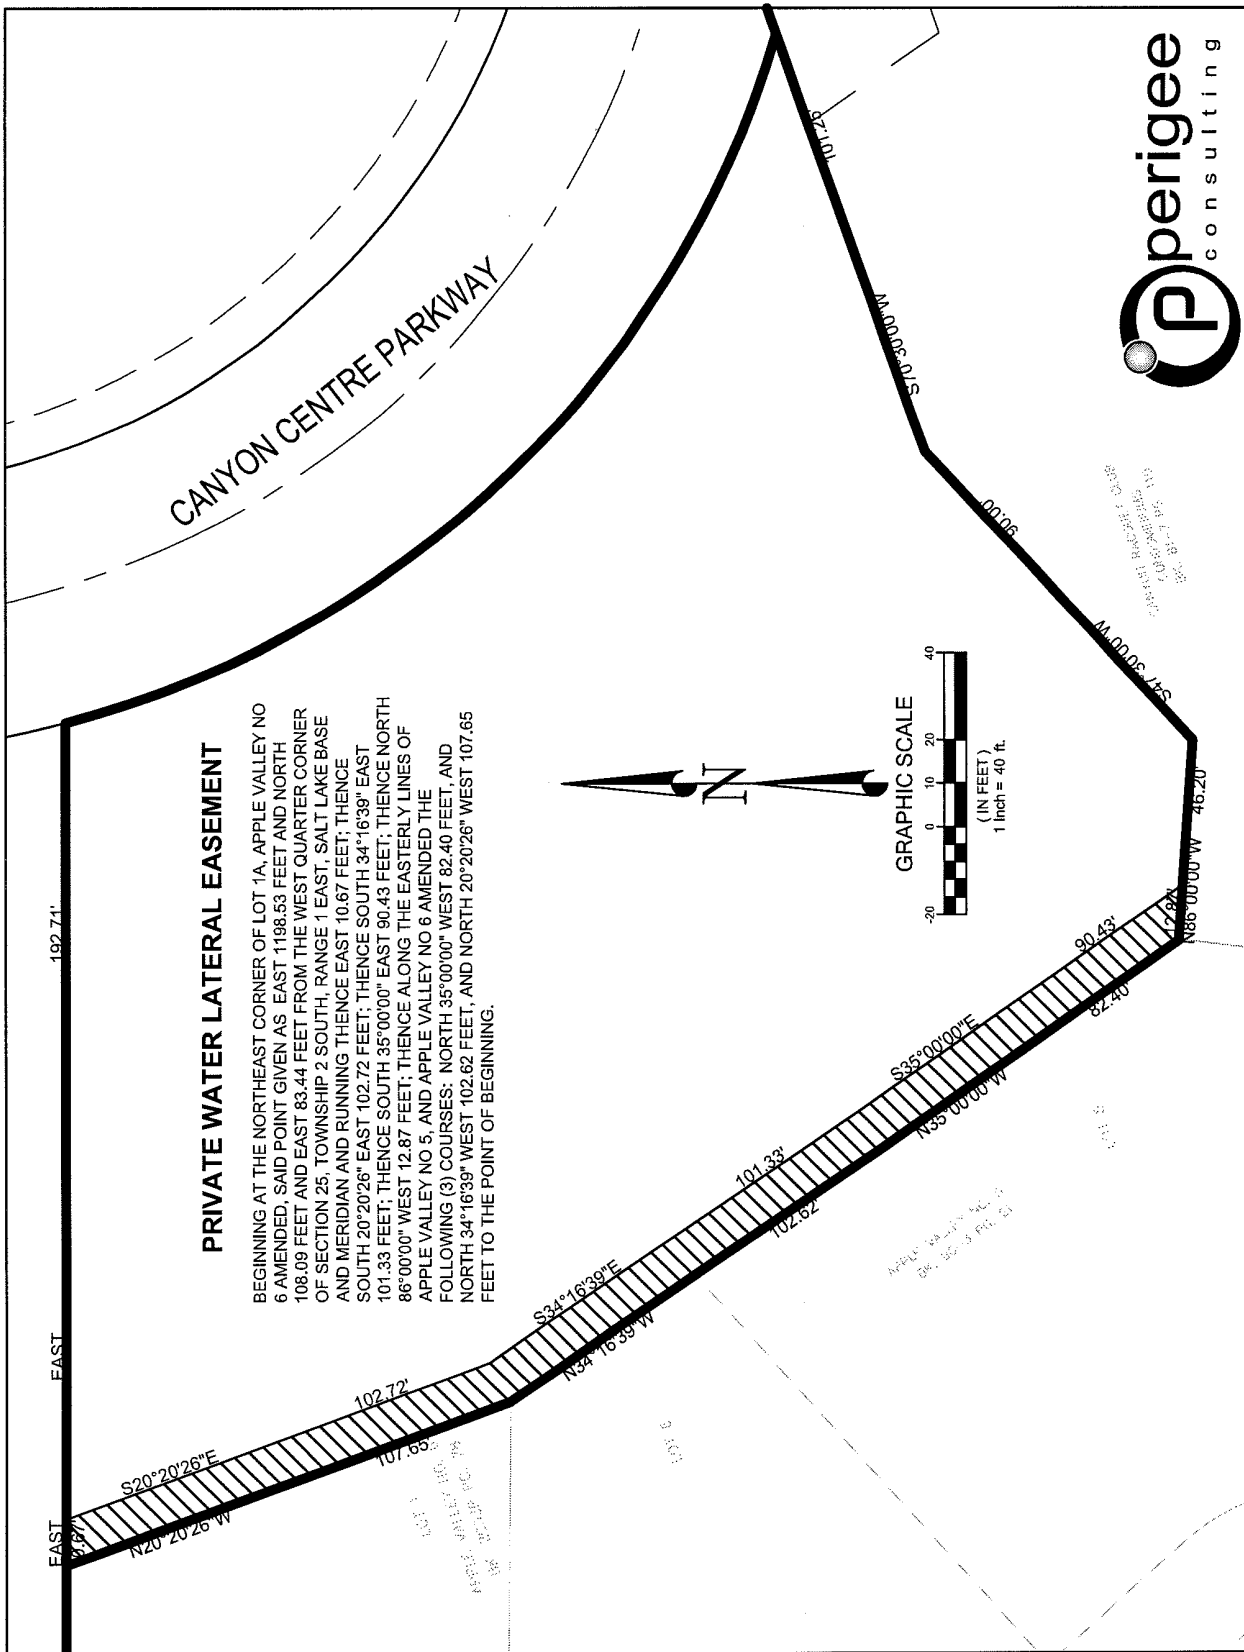 PRIVATE WATER LATERAL EASEMENT
BEGINNING AT THE NORTHEAST CORNER OF LOT 1A, APPLE VALLEY NO
6 AMENDED, SAID POINT GIVEN AS EAST 1198.53 FEET AND NORTH
108.09 FEET AND EAST 83.44 FEET FROM THE WEST QUARTER CORNER
OF SECTION 25, TOWNSHIP 2 SOUTH, RANGE 1 EAST, SALT LAKE BASE
AND MERIDIAN AND RUNNING THENCE EAST 10.67 FEET; THENCE
SOUTH 20°20'26" EAST 102.72 FEET; THENCE SOUTH 34°16'39" EAST
101.33 FEET; THENCE SOUTH 35°00'00" EAST 90.43 FEET; THENCE NORTH
86°00'00" WEST 12.87 FEET; THENCE ALONG THE EASTERLY LINES OF
APPLE VALLEY NO 5, AND APPLE VALLEY NO 6 AMENDED THE
FOLLOWING (3) COURSES: NORTH 35°00'00" WEST 82.40 FEET, AND
NORTH 34°16'39" WEST 102.62 FEET, AND NORTH 20°20'26" WEST 107.65
FEET TO THE POINT OF BEGINNING.
EAST
EAST
192.71'
CANYON CENTRE PARKWAY
S20°20'26"E
102.72'
N20°20'26"W
107.65'
S34°16'39"E
101.33'
N34°16'39"W
102.62'
S35°00'00"E
90.43'
N35°00'00"W
82.40'
12.87'
N86°00'00"W
46.20'
S47°30'00"W
90.00'
S70°30'00"W
101.26'
N
GRAPHIC SCALE
-20 0 10 20 40
( IN FEET )
1 inch = 40 ft.
LOT 6
perigee
consulting